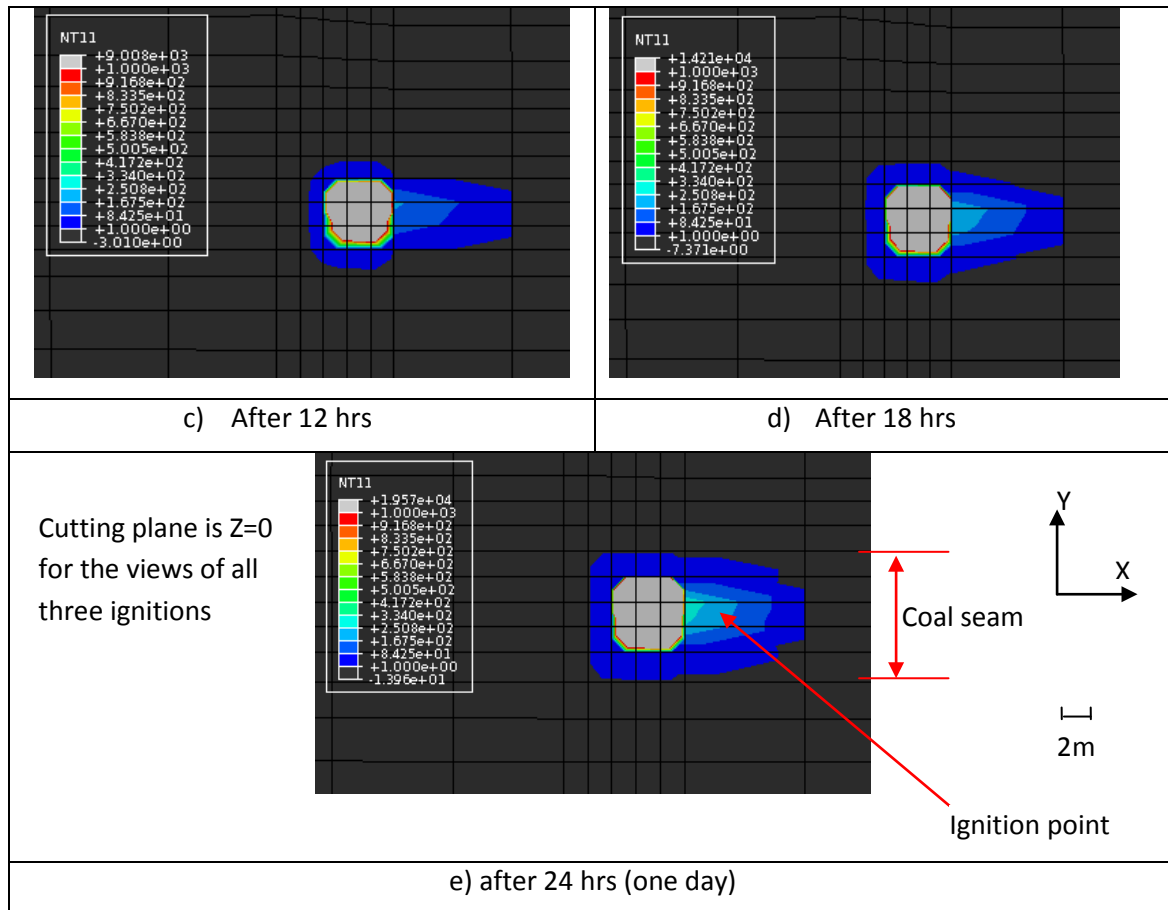 NT11
+9.008e+03
+1.000e+03
+9.168e+02
+8.335e+02
+7.502e+02
+6.670e+02
+5.838e+02
+5.005e+02
+4.172e+02
+3.340e+02
+2.508e+02
+1.675e+02
+8.425e+01
+1.000e+00
-3.010e+00
NT11
+1.421e+04
+1.000e+03
+9.168e+02
+8.335e+02
+7.502e+02
+6.670e+02
+5.838e+02
+5.005e+02
+4.172e+02
+3.340e+02
+2.508e+02
+1.675e+02
+8.425e+01
+1.000e+00
-7.371e+00
c) After 12 hrs
d) After 18 hrs
Cutting plane is Z=0
for the views of all
three ignitions
NT11
+1.957e+04
+1.000e+03
+9.168e+02
+8.335e+02
+7.502e+02
+6.670e+02
+5.838e+02
+5.005e+02
+4.172e+02
+3.340e+02
+2.508e+02
+1.675e+02
+8.425e+01
+1.000e+00
-1.396e+01
Y
X
Coal seam
2m
Ignition point
e) after 24 hrs (one day)